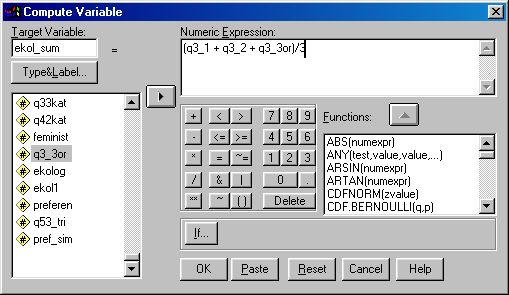 Compute Variable
Target Variable:
ekol_sum
=
Numeric Expression:
(q3_1 + q3_2 + q3_3or)/3
Type&Label...
q33kat
q42kat
feminist
q3_3or
ekolog
ekol1
preferen
q53_tri
pref_sim
+ < > 7 8 9
- <= >= 4 5 6
* = ~= 1 2 3
/ & | 0 .
** ~ ( ) Delete
Functions:
ABS(numexpr)
ANY(test,value,value,...)
ARSIN(numexpr)
ARTAN(numexpr)
CDFNORM(zvalue)
CDF.BERNOULLI(q,p)
If...
OK Paste Reset Cancel Help